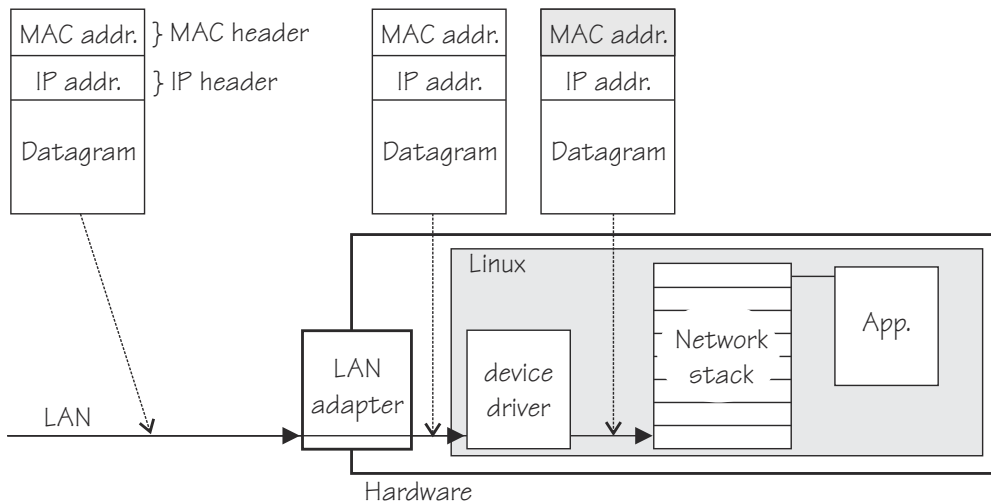 MAC addr. } MAC header
IP addr. } IP header
Datagram
MAC addr.
IP addr.
Datagram
MAC addr.
IP addr.
Datagram
Linux
LAN
LAN
adapter
device
driver
Network
stack
App.
Hardware